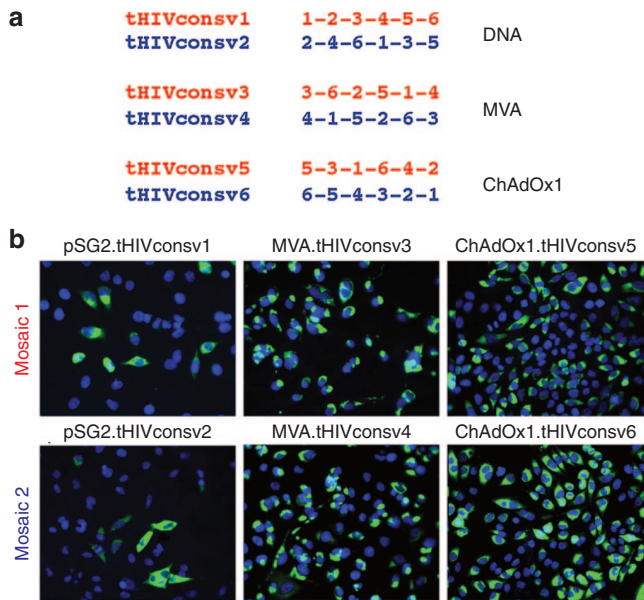 a
tHIVconsv1 1-2-3-4-5-6
tHIVconsv2 2-4-6-1-3-5
DNA
tHIVconsv3 3-6-2-5-1-4
tHIVconsv4 4-1-5-2-6-3
MVA
tHIVconsv5 5-3-1-6-4-2
tHIVconsv6 6-5-4-3-2-1
ChAdOx1
b
pSG2.tHIVconsv1 MVA.tHIVconsv3 ChAdOx1.tHIVconsv5
Mosaic 1
pSG2.tHIVconsv2 MVA.tHIVconsv4 ChAdOx1.tHIVconsv6
Mosaic 2